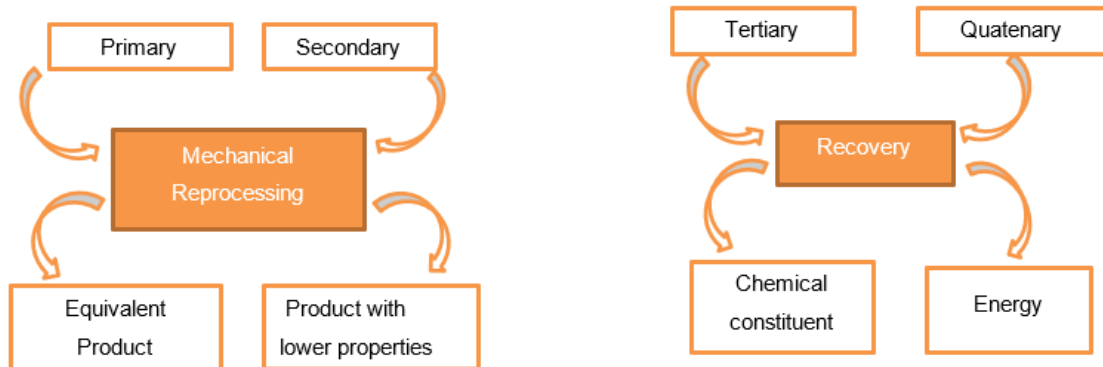 Primary
Secondary
Mechanical
Reprocessing
Equivalent
Product
Product with
lower properties
Tertiary
Quatenary
Recovery
Chemical
constituent
Energy